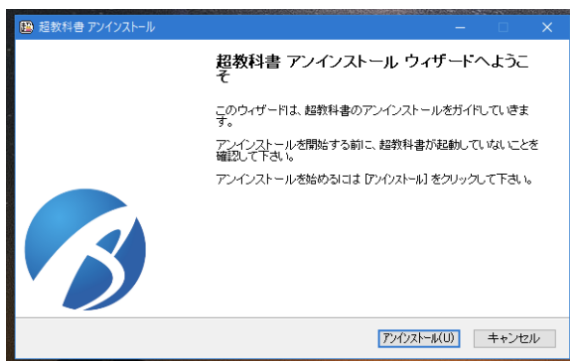 超教科書 アンインストール
超教科書 アンインストール ウィザードへようこ
そ
このウィザードは、超教科書のアンインストールをガイドしていきま
す。
アンインストールを開始する前に、超教科書が起動していないことを
確認して下さい。
アンインストールを始めるには [アンインストール] をクリックして下さい。
アンインストール(U) キャンセル